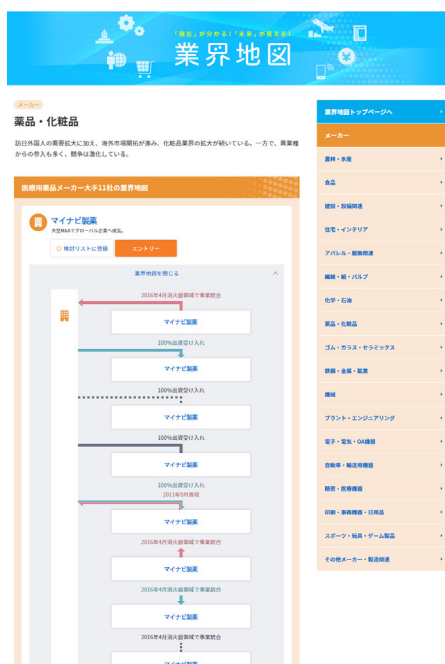 「現在」が分かる!「未来」が見える!
業界地図
メーカー
薬品・化粧品
訪日外国人の需要拡大に加え、海外市場開拓が進み、化粧品業界の拡大が続いている。一方で、異業種
からの参入も多く、競争は激化している。
医療用薬品メーカー大手11社の業界地図
マイナビ製薬
大型M&Aでグローバル企業へ成長。
☆ 検討リストに登録
エントリー
業界地図を閉じる
2016年4月消火器領域で事業統合
マイナビ製薬
100%出資受け入れ
マイナビ製薬
100%出資受け入れ
マイナビ製薬
100%出資受け入れ
マイナビ製薬
100%出資受け入れ
2011年9月買収
マイナビ製薬
2016年4月消火器領域で事業統合
マイナビ製薬
2016年4月消火器領域で事業統合
マイナビ製薬
2016年4月消火器領域で事業統合
マイナビ製薬
業界地図トップページへ
メーカー
農林・水産
食品
建設・設備関連
住宅・インテリア
アパレル・服飾関連
繊維・紙・パルプ
化学・石油
薬品・化粧品
ゴム・ガラス・セラミックス
鉄鋼・金属・鉱業
機械
プラント・エンジニアリング
電子・電気・OA機器
自動車・輸送用機器
精密・医療機器
印刷・事務機器・日用品
スポーツ・玩具・ゲーム製品
その他メーカー・製造関連